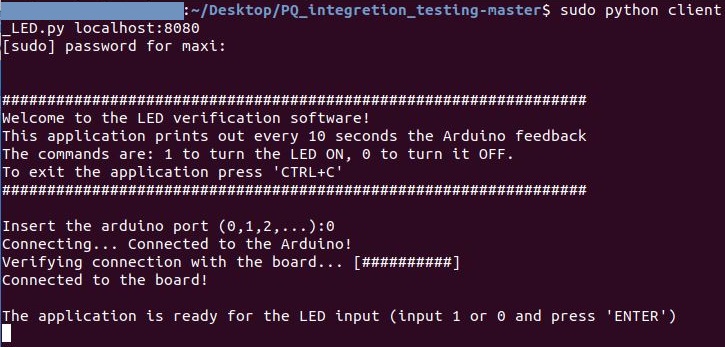 :~/Desktop/PQ_integretion_testing-master$ sudo python client
_LED.py localhost:8080
[sudo] password for maxi:
#################################################################
Welcome to the LED verification software!
This application prints out every 10 seconds the Arduino feedback
The commands are: 1 to turn the LED ON, 0 to turn it OFF.
To exit the application press 'CTRL+C'
#################################################################
Insert the arduino port (0,1,2,...):0
Connecting... Connected to the Arduino!
Verifying connection with the board... [##########]
Connected to the board!
The application is ready for the LED input (input 1 or 0 and press 'ENTER')